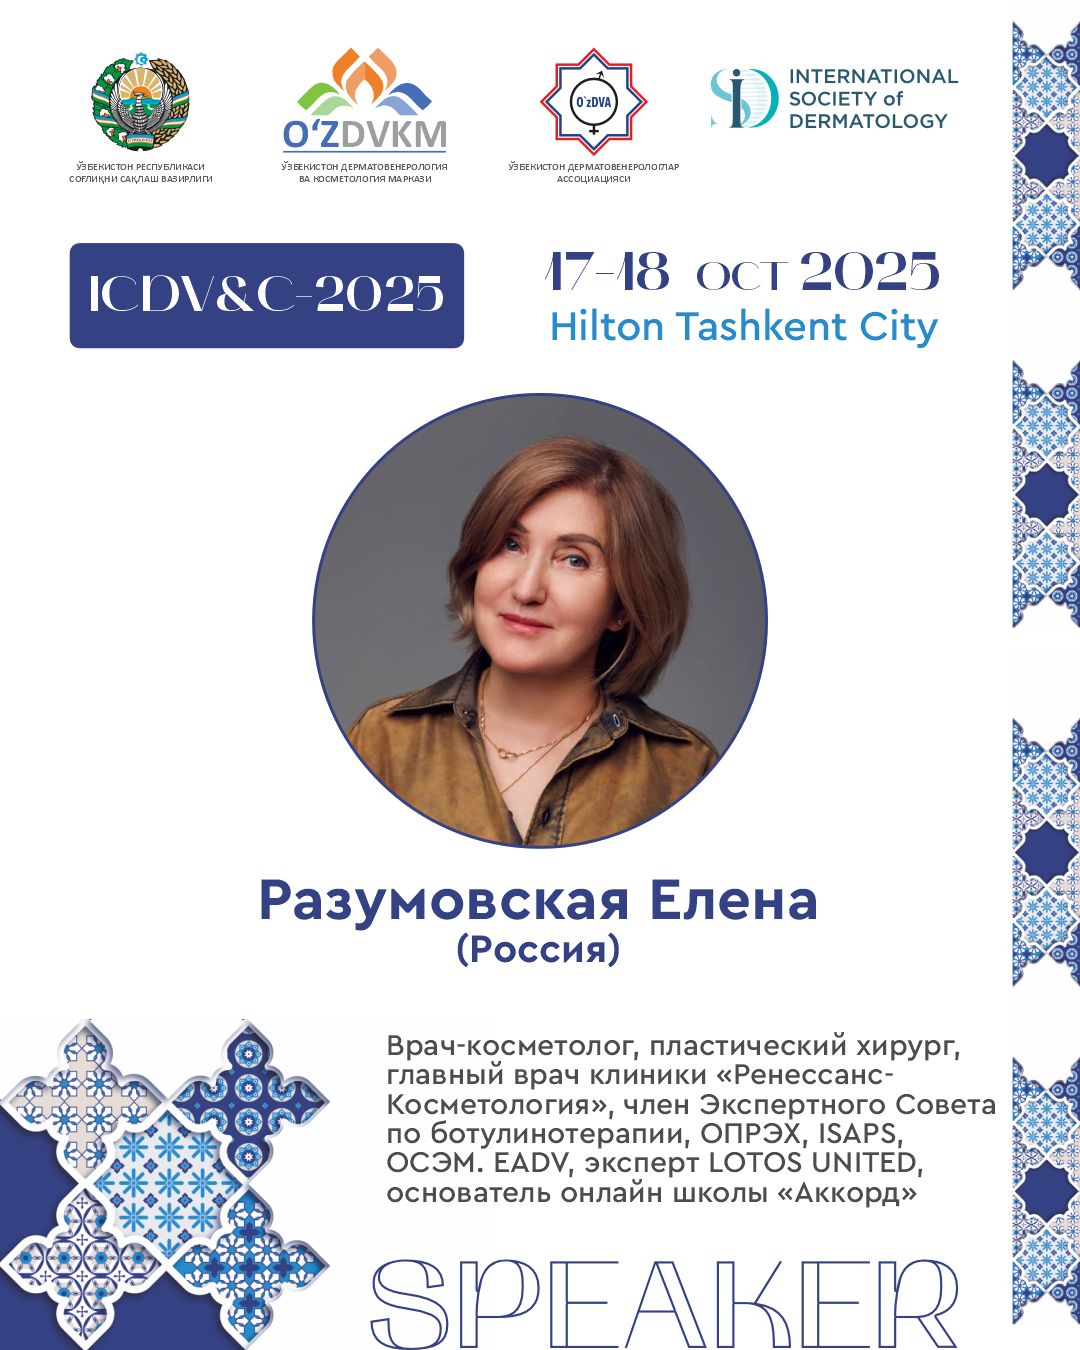 ЎЗБЕКИСТОН РЕСПУБЛИКАСИ
СОҒЛИҚНИ САҚЛАШ ВАЗИРЛИГИ
O‘ZDVKM
ЎЗБЕКИСТОН ДЕРМАТОВЕНЕРОЛОГИЯ
ВА КОСМЕТОЛОГИЯ МАРКАЗИ
O`zDVA
ЎЗБЕКИСТОН ДЕРМАТОВЕНЕРОЛОГЛАР
АССОЦИАЦИЯСИ
SID
INTERNATIONAL
SOCIETY of
DERMATOLOGY
ICDV&C-2025
17-18 ОСТ 2025
Hilton Tashkent City
Разумовская Елена
(Россия)
Врач-косметолог, пластический хирург,
главный врач клиники «Ренессанс-
Косметология», член Экспертного Совета
по ботулинотерапии, ОПРЭХ, ISAPS,
ОСЭМ. EADV, эксперт LOTOS UNITED,
основатель онлайн школы «Аккорд»
SPEAKER